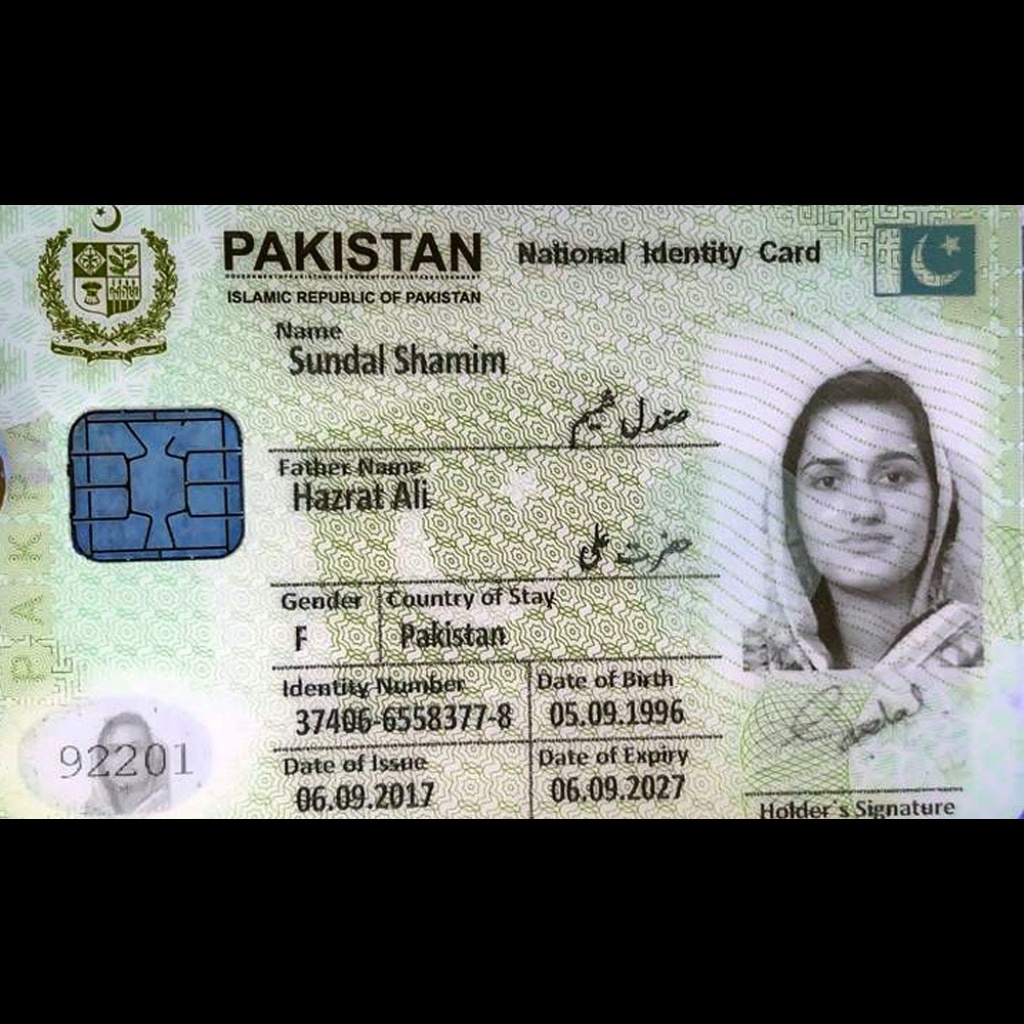 PAKISTAN National Identity Card
ISLAMIC REPUBLIC OF PAKISTAN
Name
Sundal Shamim
صندل شمیم
Father Name
Hazrat Ali
حضرت علی
Gender Country of Stay
F Pakistan
Identity Number Date of Birth
37406-6558377-8 05.09.1996
92201
Date of Issue Date of Expiry
06.09.2017 06.09.2027
Holder's Signature